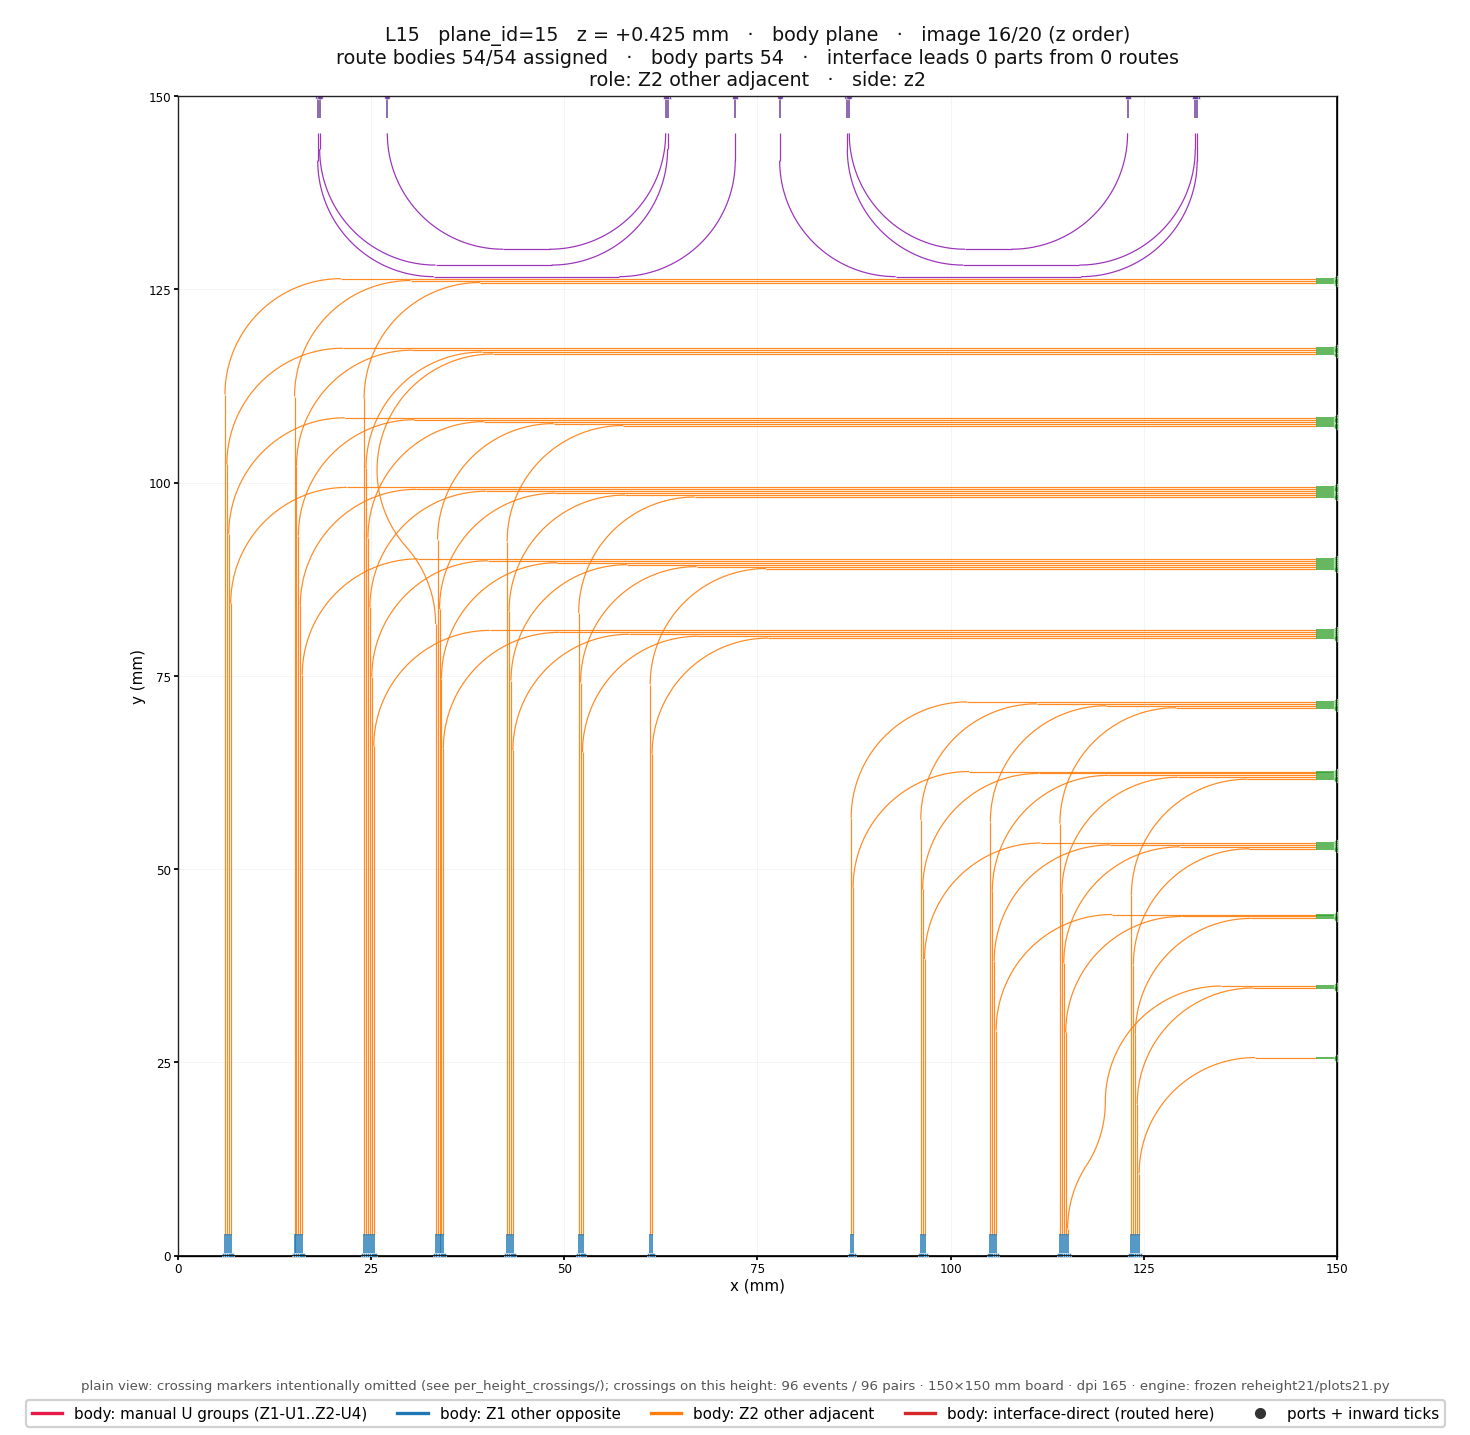 L15   plane_id=15   z = +0.425 mm   ·   body plane   ·   image 16/20 (z order)
route bodies 54/54 assigned   ·   body parts 54   ·   interface leads 0 parts from 0 routes
role: Z2 other adjacent   ·   side: z2
150
125
100
75
50
25
0
y (mm)
0 25 50 75 100 125 150
x (mm)
plain view: crossing markers intentionally omitted (see per_height_crossings/); crossings on this height: 96 events / 96 pairs · 150×150 mm board · dpi 165 · engine: frozen reheight21/plots21.py
body: manual U groups (Z1-U1..Z2-U4) body: Z1 other opposite body: Z2 other adjacent body: interface-direct (routed here) ports + inward ticks